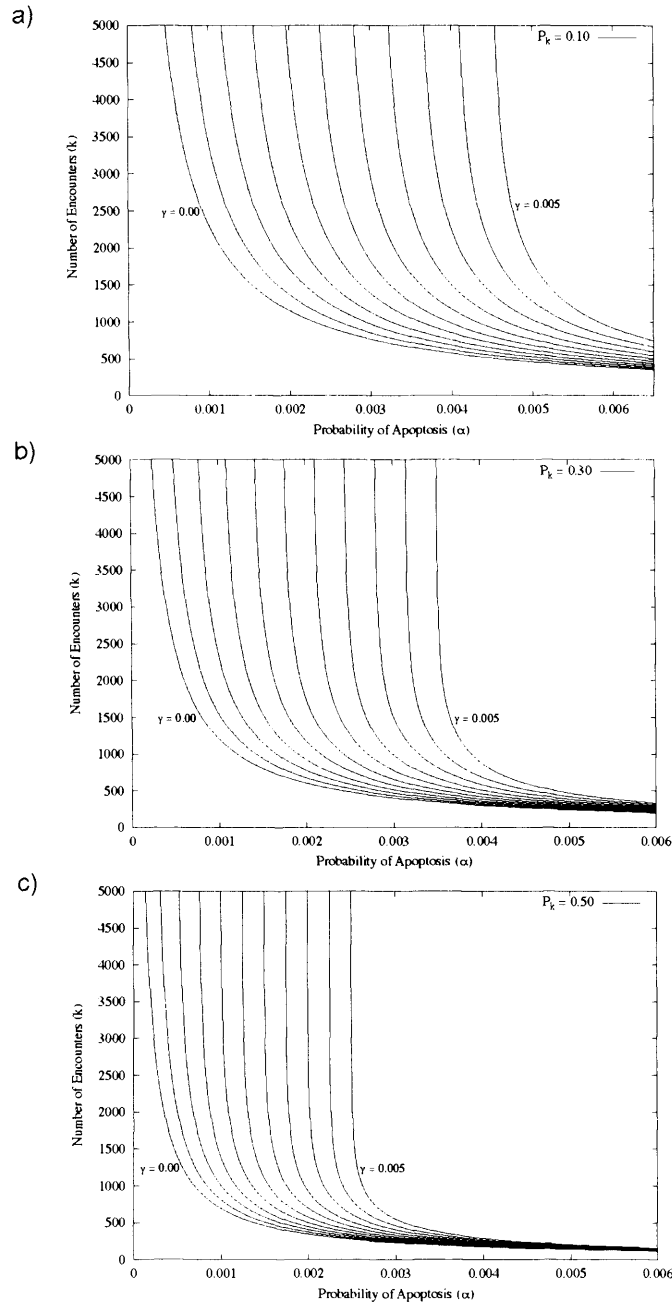 a)
P_k = 0.10
5000
4500
4000
3500
3000
2500
2000
1500
1000
500
0
Number of Encounters (k)
γ = 0.00
γ = 0.005
0 0.001 0.002 0.003 0.004 0.005 0.006
Probability of Apoptosis (α)
b)
P_k = 0.30
5000
4500
4000
3500
3000
2500
2000
1500
1000
500
0
Number of Encounters (k)
γ = 0.00
γ = 0.005
0 0.001 0.002 0.003 0.004 0.005 0.006
Probability of Apoptosis (α)
c)
P_k = 0.50
5000
4500
4000
3500
3000
2500
2000
1500
1000
500
0
Number of Encounters (k)
γ = 0.00
γ = 0.005
0 0.001 0.002 0.003 0.004 0.005 0.006
Probability of Apoptosis (α)